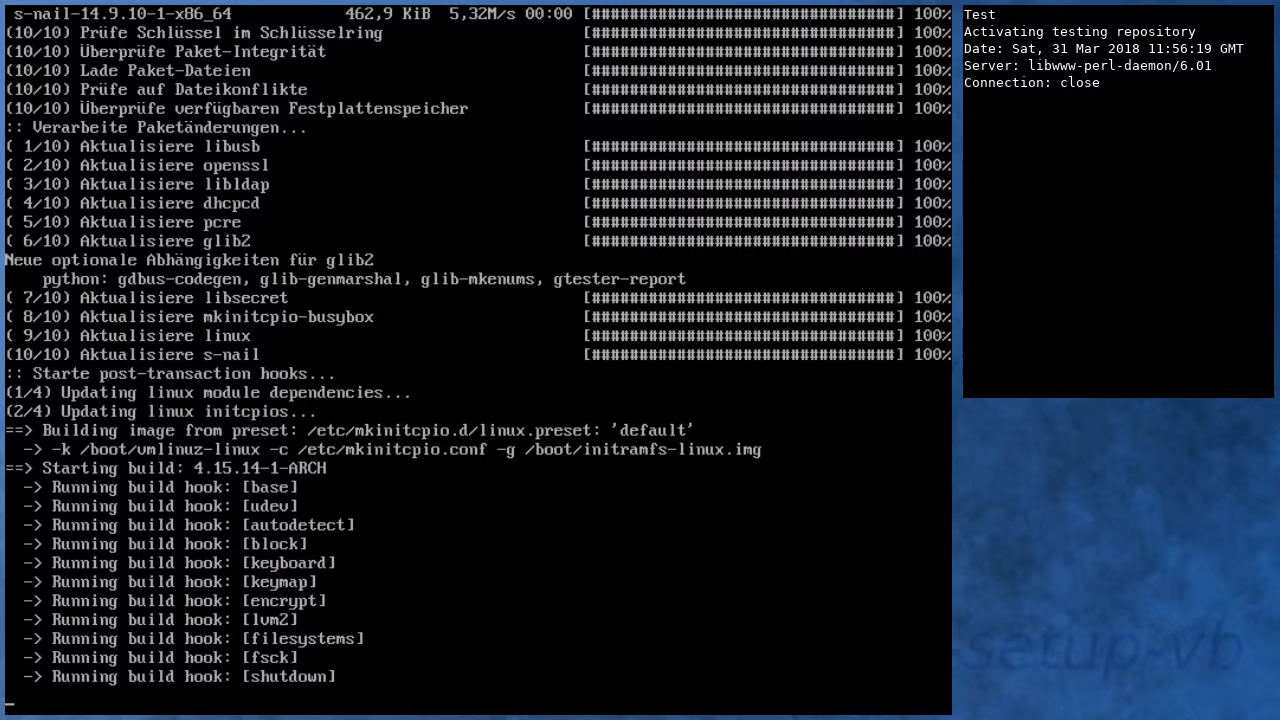 s-nail-14.9.10-1-x86_64 462,9 KiB 5,32M/s 00:00 [################################] 100%
(10/10) Prüfe Schlüssel im Schlüsselring [################################] 100%
(10/10) Überprüfe Paket-Integrität [################################] 100%
(10/10) Lade Paket-Dateien [################################] 100%
(10/10) Prüfe auf Dateikonflikte [################################] 100%
(10/10) Überprüfe verfügbaren Festplattenspeicher [################################] 100%
:: Verarbeite Paketänderungen...
( 1/10) Aktualisiere libusb [################################] 100%
( 2/10) Aktualisiere openssl [################################] 100%
( 3/10) Aktualisiere libldap [################################] 100%
( 4/10) Aktualisiere dhcpcd [################################] 100%
( 5/10) Aktualisiere pcre [################################] 100%
( 6/10) Aktualisiere glib2 [################################] 100%
Neue optionale Abhängigkeiten für glib2
python: gdbus-codegen, glib-genmarshal, glib-mkenums, gtester-report
( 7/10) Aktualisiere libsecret [################################] 100%
( 8/10) Aktualisiere mkinitcpio-busybox [################################] 100%
( 9/10) Aktualisiere linux [################################] 100%
(10/10) Aktualisiere s-nail [################################] 100%
:: Starte post-transaction hooks...
(1/4) Updating linux module dependencies...
(2/4) Updating linux initcpios...
==> Building image from preset: /etc/mkinitcpio.d/linux.preset: 'default'
-> -k /boot/vmlinuz-linux -c /etc/mkinitcpio.conf -g /boot/initramfs-linux.img
==> Starting build: 4.15.14-1-ARCH
-> Running build hook: [base]
-> Running build hook: [udev]
-> Running build hook: [autodetect]
-> Running build hook: [block]
-> Running build hook: [keyboard]
-> Running build hook: [keymap]
-> Running build hook: [encrypt]
-> Running build hook: [lvm2]
-> Running build hook: [filesystems]
-> Running build hook: [fsck]
-> Running build hook: [shutdown]
Test
Activating testing repository
Date: Sat, 31 Mar 2018 11:56:19 GMT
Server: libwww-perl-daemon/6.01
Connection: close
-setup-vb